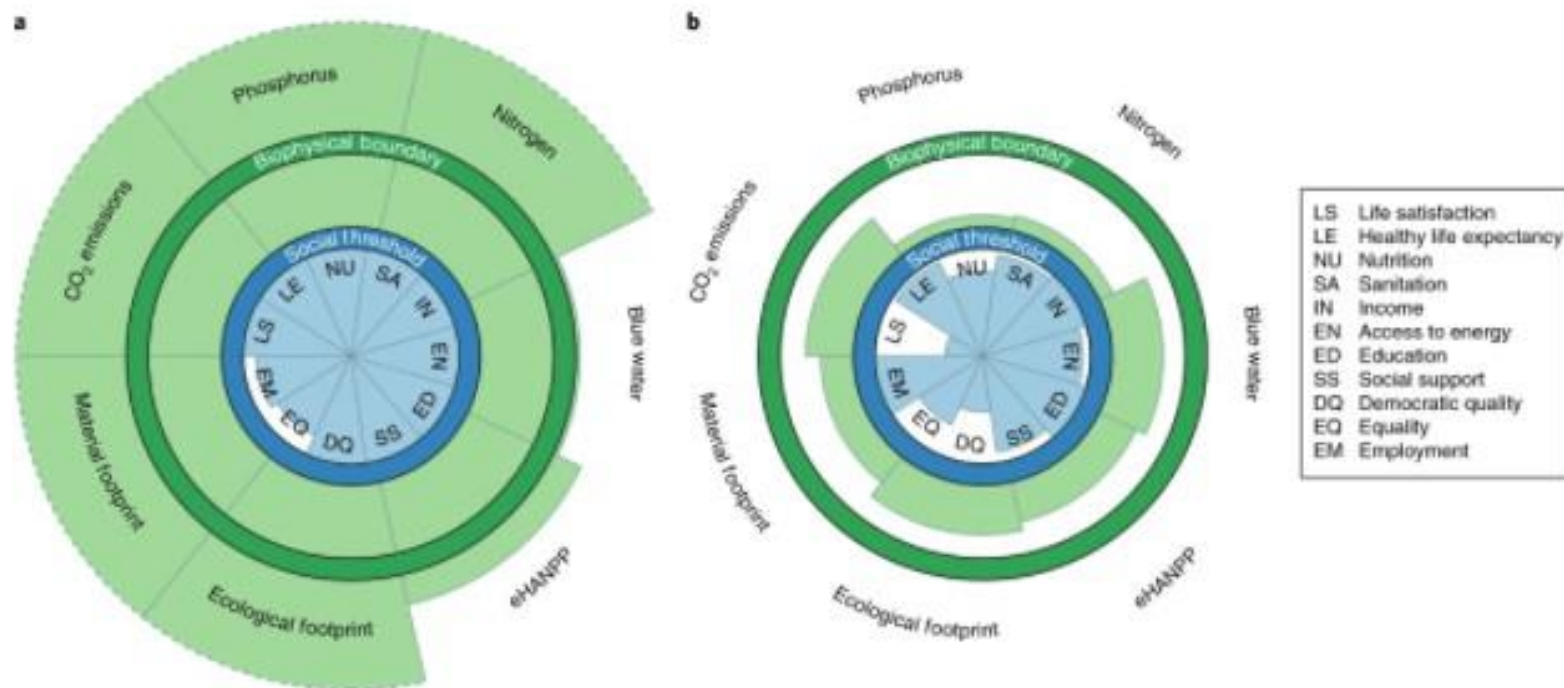 a
Phosphorus
Nitrogen
CO₂ emissions
Biophysical boundary
Social threshold
LS
LE
NU
SA
IN
EN
ED
SS
DQ
EQ
EM
Blue water
Material footprint
Ecological footprint
eHANPP
b
Phosphorus
Nitrogen
CO₂ emissions
Biophysical boundary
Social threshold
LS
LE
NU
SA
IN
EN
ED
SS
DQ
EQ
EM
Blue water
Material footprint
Ecological footprint
eHANPP
LS Life satisfaction
LE Healthy life expectancy
NU Nutrition
SA Sanitation
IN Income
EN Access to energy
ED Education
SS Social support
DQ Democratic quality
EQ Equality
EM Employment